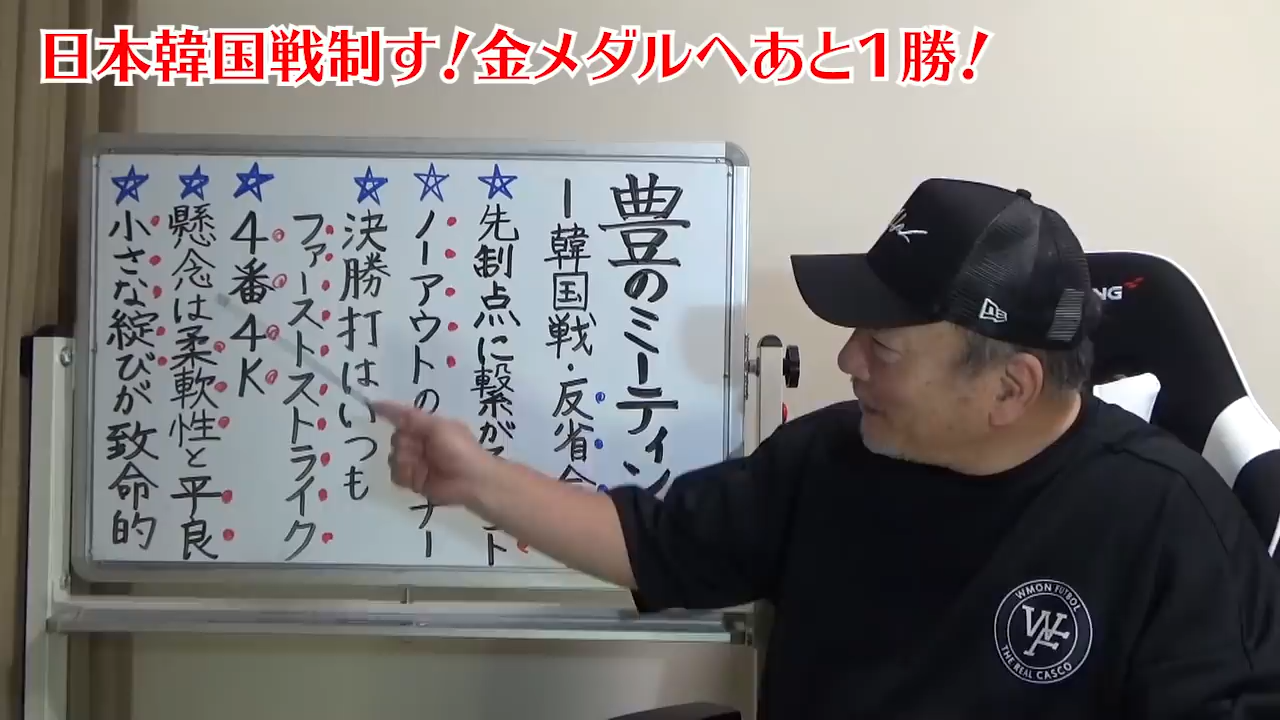 日本韓国戦制す!金メダルへあと1勝!
豊のミーティン
ー韓国戦・反省会
先制点に繋が
ノーアウトの
ナー
決勝打はいつも
ファーストストライク
4番4K
懸念は柔軟性と平良
小さな綻びが致命的
NG
WMON FUTBOL
WF
THE REAL CASCO